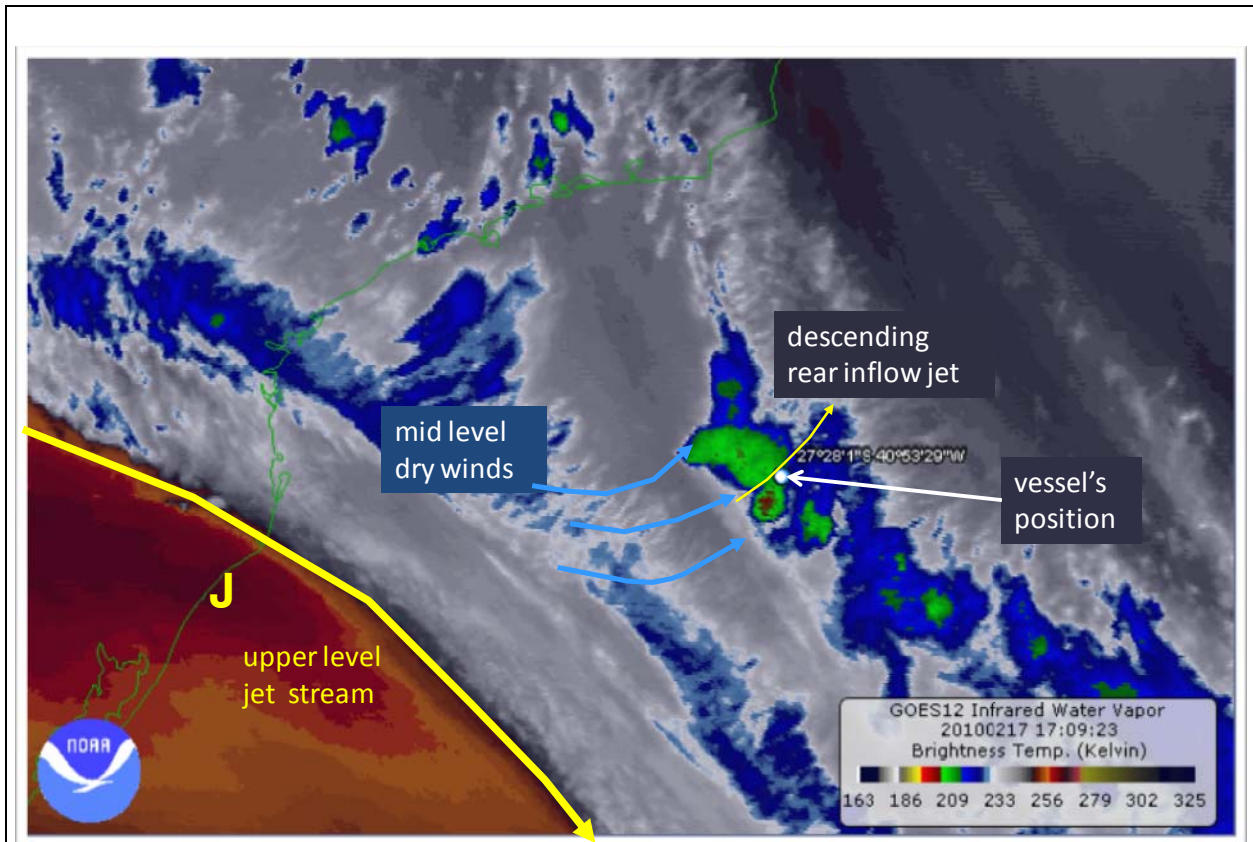 descending
rear inflow jet
mid level
dry winds
27°28'1"S 40°53'29"W
vessel's
position
J
upper level
jet stream
NOAA
GOES12 Infrared Water Vapor
20100217 17:09:23
Brightness Temp. (Kelvin)
163 186 209 233 256 279 302 325